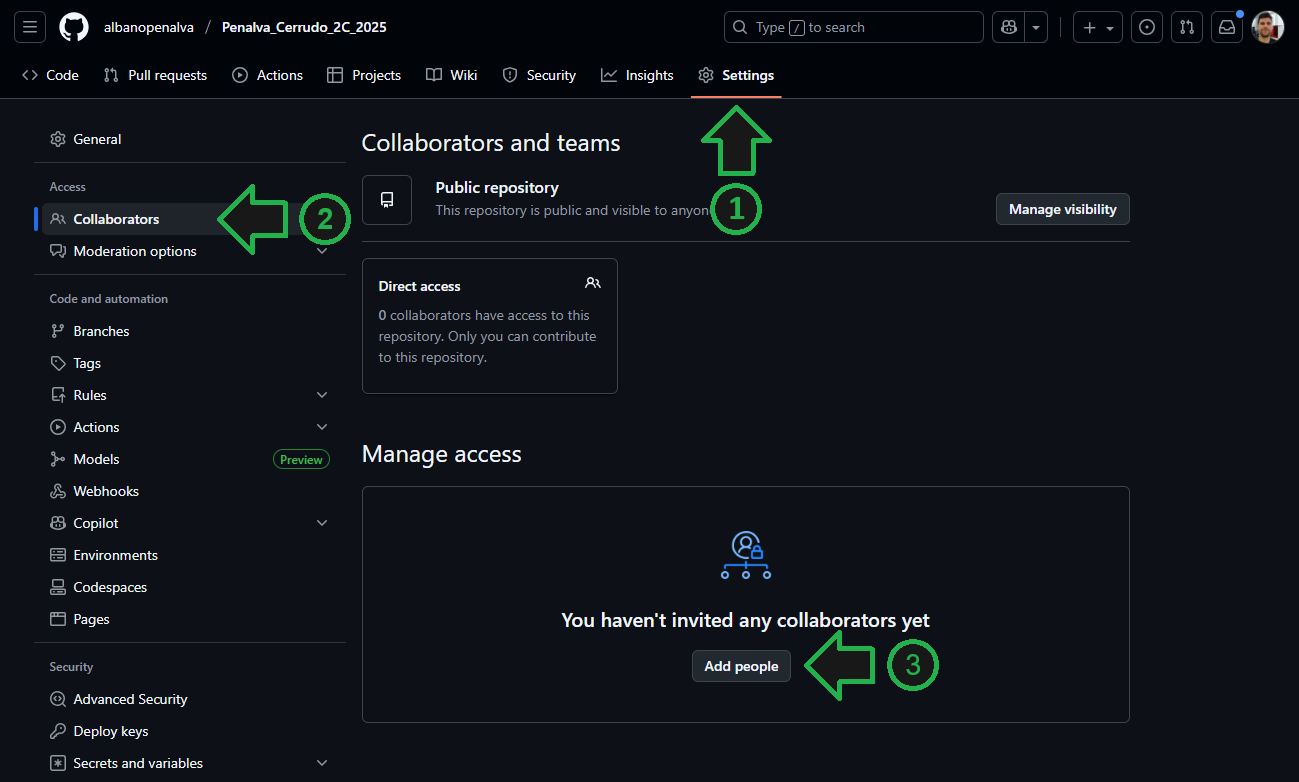 albanopenalva / Penalva_Cerrudo_2C_2025
Type / to search
Code
Pull requests
Actions
Projects
Wiki
Security
Insights
Settings
General
Access
Collaborators
Moderation options
Code and automation
Branches
Tags
Rules
Actions
Models
Preview
Webhooks
Copilot
Environments
Codespaces
Pages
Security
Advanced Security
Deploy keys
Secrets and variables
Collaborators and teams
Public repository
This repository is public and visible to anyon
Manage visibility
1
2
Direct access
0 collaborators have access to this
repository. Only you can contribute
to this repository.
Manage access
You haven't invited any collaborators yet
Add people
3